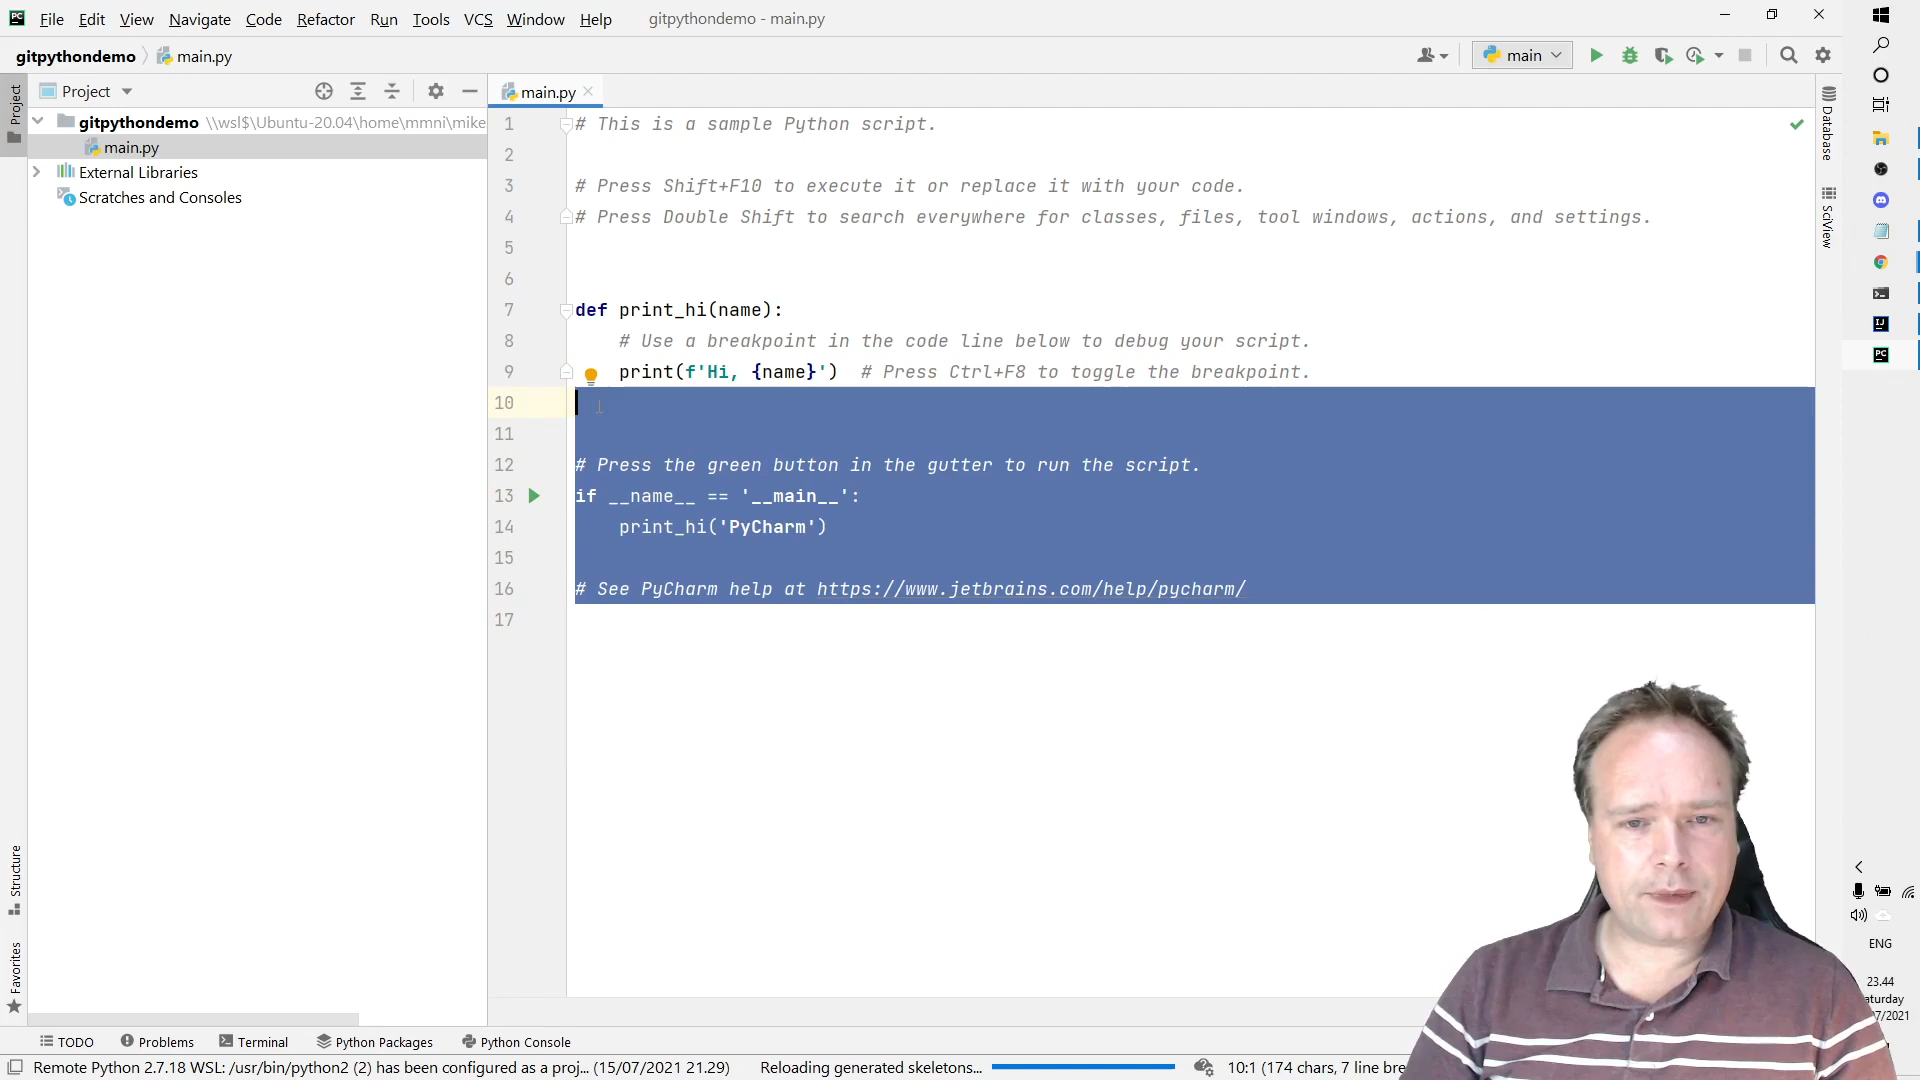 File Edit View Navigate Code Refactor Run Tools VCS Window Help gitpythondemo - main.py
gitpythondemo main.py main
Project main.py
Project
gitpythondemo \\wsl$\Ubuntu-20.04\home\mmni\mike
main.py
External Libraries
Scratches and Consoles
1 # This is a sample Python script.
2
3 # Press Shift+F10 to execute it or replace it with your code.
4 # Press Double Shift to search everywhere for classes, files, tool windows, actions, and settings.
5
6
7 def print_hi(name):
8 # Use a breakpoint in the code line below to debug your script.
9 print(f'Hi, {name}') # Press Ctrl+F8 to toggle the breakpoint.
10
11
12 # Press the green button in the gutter to run the script.
13 if __name__ == '__main__':
14 print_hi('PyCharm')
15
16 # See PyCharm help at https://www.jetbrains.com/help/pycharm/
17
Database
SciView
Structure
Favorites
TODO Problems Terminal Python Packages Python Console
Remote Python 2.7.18 WSL: /usr/bin/python2 (2) has been configured as a proj... (15/07/2021 21.29) Reloading generated skeletons... 10:1 (174 chars, 7 line bre
PC
IJ
PC
ENG
23.44
aturday
7/2021